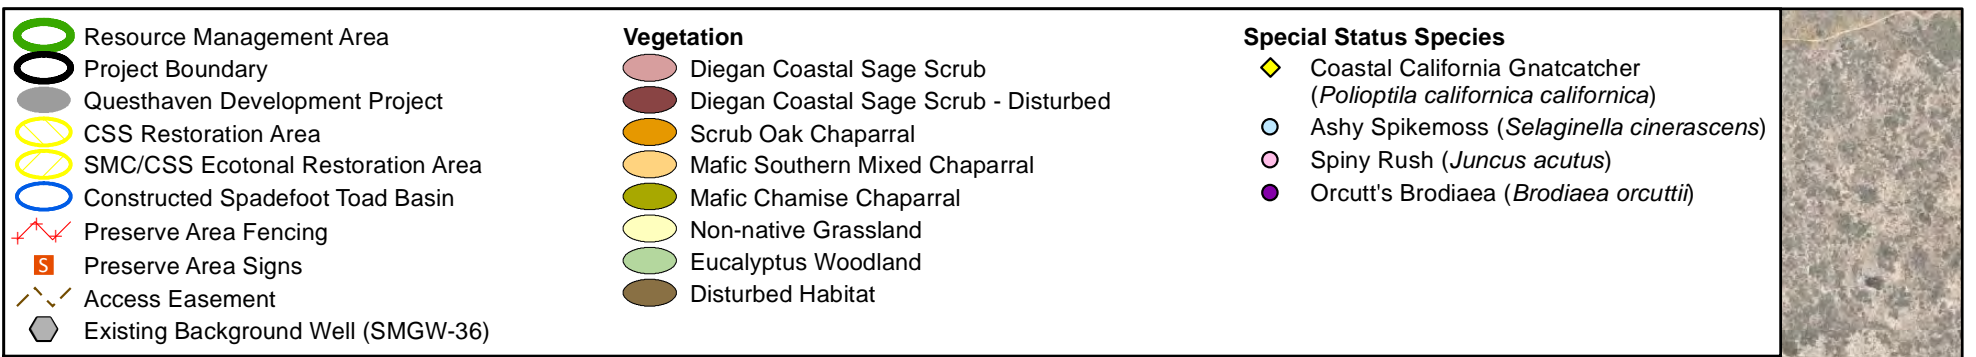 Resource Management Area
Project Boundary
Questhaven Development Project
CSS Restoration Area
SMC/CSS Ecotonal Restoration Area
Constructed Spadefoot Toad Basin
Preserve Area Fencing
S Preserve Area Signs
Access Easement
Existing Background Well (SMGW-36)
Vegetation
Diegan Coastal Sage Scrub
Diegan Coastal Sage Scrub - Disturbed
Scrub Oak Chaparral
Mafic Southern Mixed Chaparral
Mafic Chamise Chaparral
Non-native Grassland
Eucalyptus Woodland
Disturbed Habitat
Special Status Species
Coastal California Gnatcatcher
(Polioptila californica californica)
Ashy Spikemoss (Selaginella cinerascens)
Spiny Rush (Juncus acutus)
Orcutt's Brodiaea (Brodiaea orcuttii)